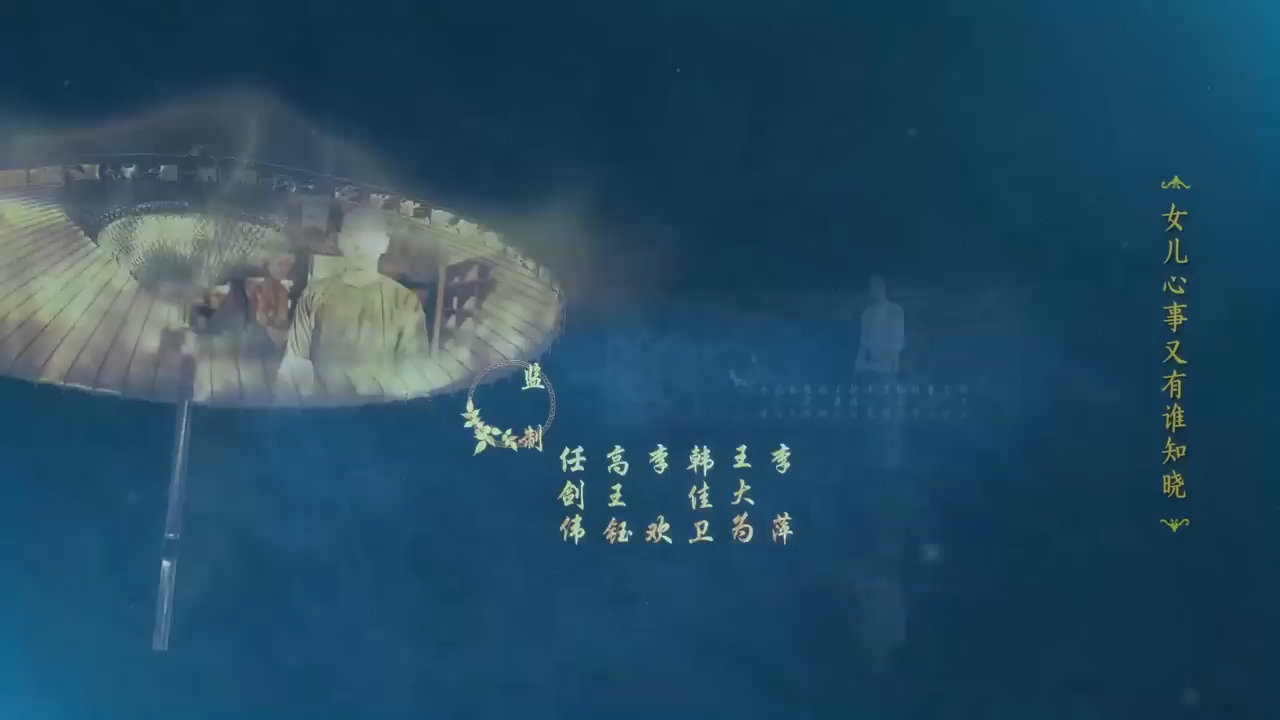 女儿心事又有谁知晓
监制
李萍
王大为
韩佳卫
李欢
高王钰
任剑伟